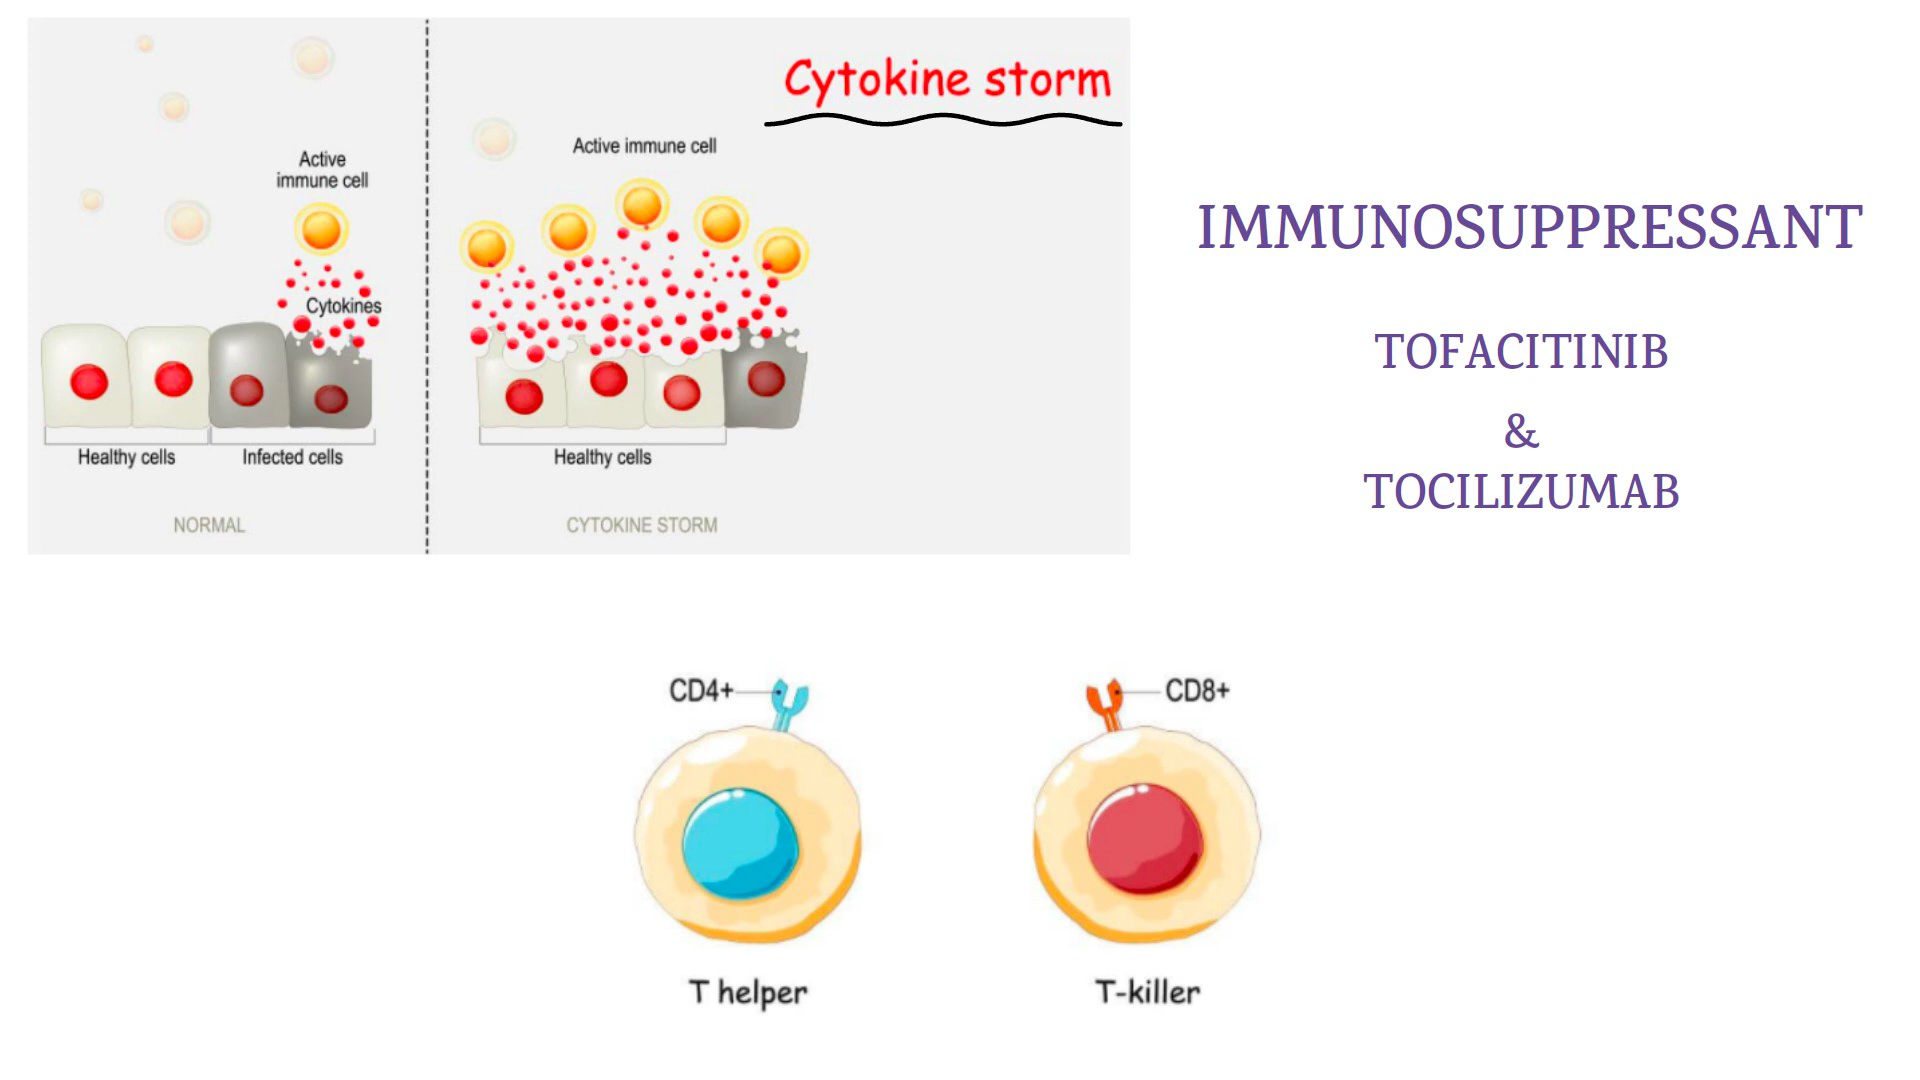 Cytokine storm
Active
immune cell
Cytokines
Healthy cells
Infected cells
NORMAL
Active immune cell
Healthy cells
CYTOKINE STORM
IMMUNOSUPPRESSANT
TOFACITINIB
&
TOCILIZUMAB
CD4+
T helper
CD8+
T-killer